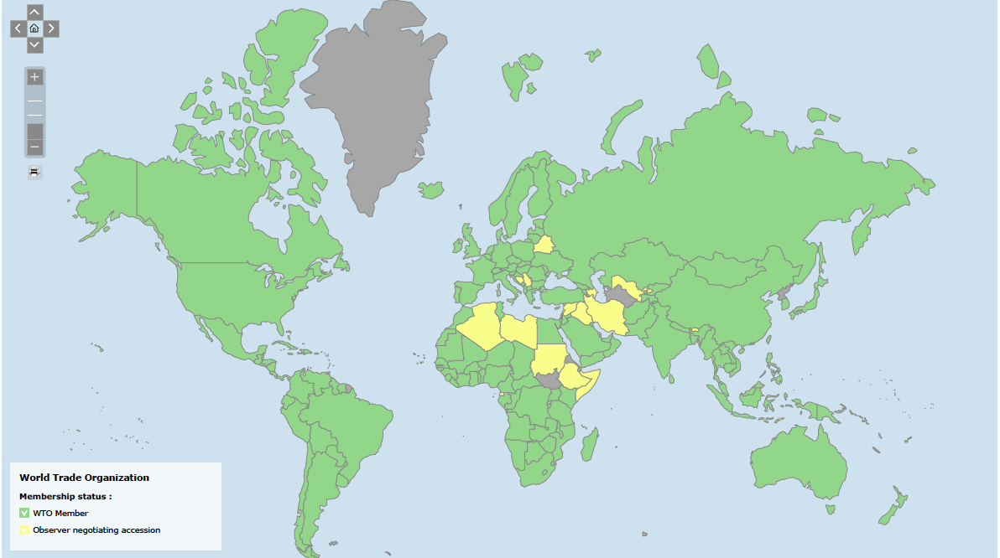 World Trade Organization
Membership status :
WTO Member
Observer negotiating accession